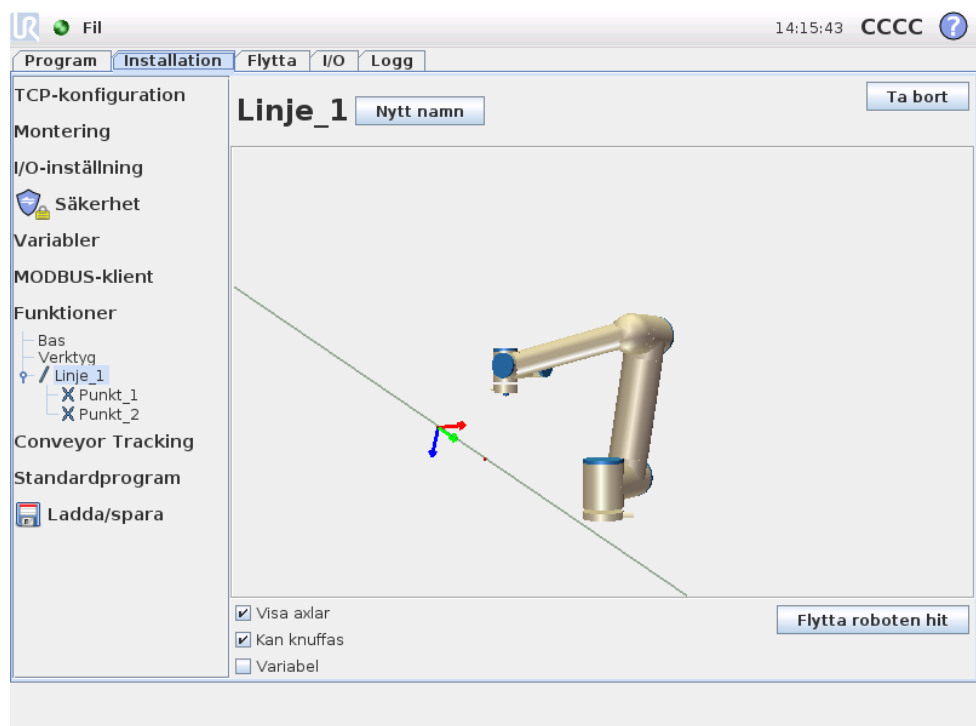 UR Fil 14:15:43 CCCC ?
Program Installation Flytta I/O Logg
TCP-konfiguration
Montering
I/O-inställning
Säkerhet
Variabler
MODBUS-klient
Funktioner
Bas
Verktyg
Linje_1
Punkt_1
Punkt_2
Conveyor Tracking
Standardprogram
Ladda/spara
Linje_1 Nytt namn Ta bort
Visa axlar
Kan knuffas
Variabel
Flytta roboten hit